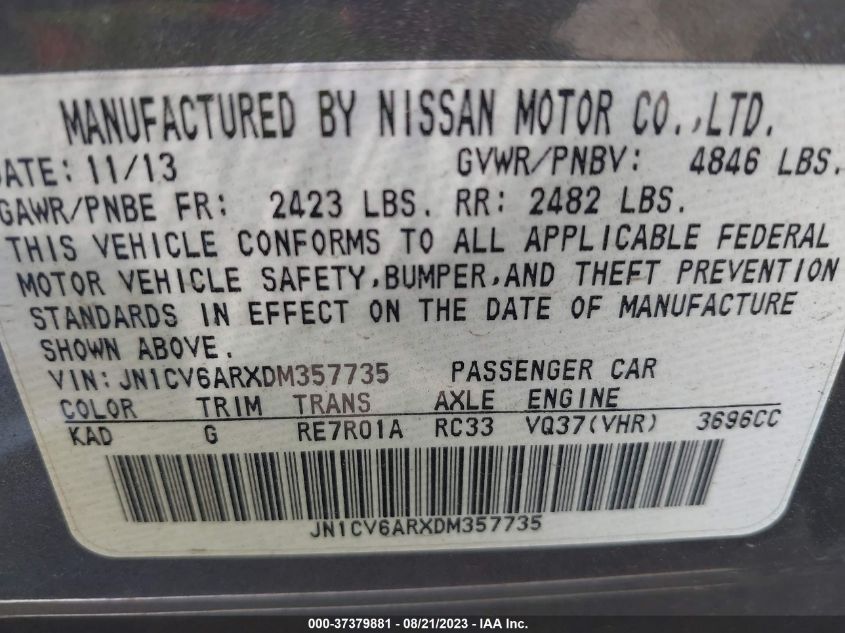 MANUFACTURED BY NISSAN MOTOR CO.,LTD.
DATE: 11/13 GVWR/PNBV: 4846 LBS.
GAWR/PNBE FR: 2423 LBS. RR: 2482 LBS.
THIS VEHICLE CONFORMS TO ALL APPLICABLE FEDERAL
MOTOR VEHICLE SAFETY,BUMPER,AND THEFT PREVENTION
STANDARDS IN EFFECT ON THE DATE OF MANUFACTURE
SHOWN ABOVE.
VIN: JN1CV6ARXDM357735 PASSENGER CAR
COLOR TRIM TRANS AXLE ENGINE
KAD G RE7R01A RC33 VQ37(VHR) 3696CC
JN1CV6ARXDM357735
000-37379881 - 08/21/2023 - IAA Inc.